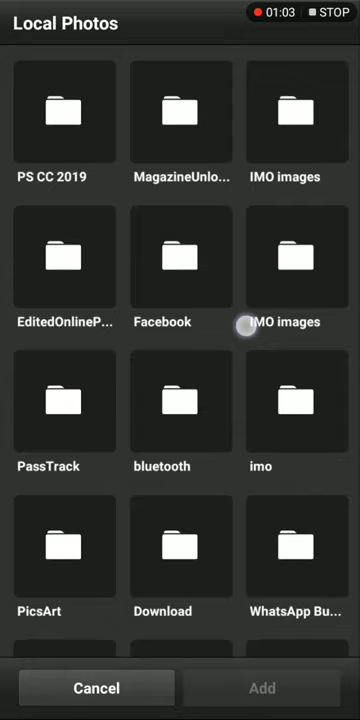 Local Photos
01:03 STOP
PS CC 2019
MagazineUnlo...
IMO images
EditedOnlineP...
Facebook
IMO images
PassTrack
bluetooth
imo
PicsArt
Download
WhatsApp Bu...
Cancel
Add